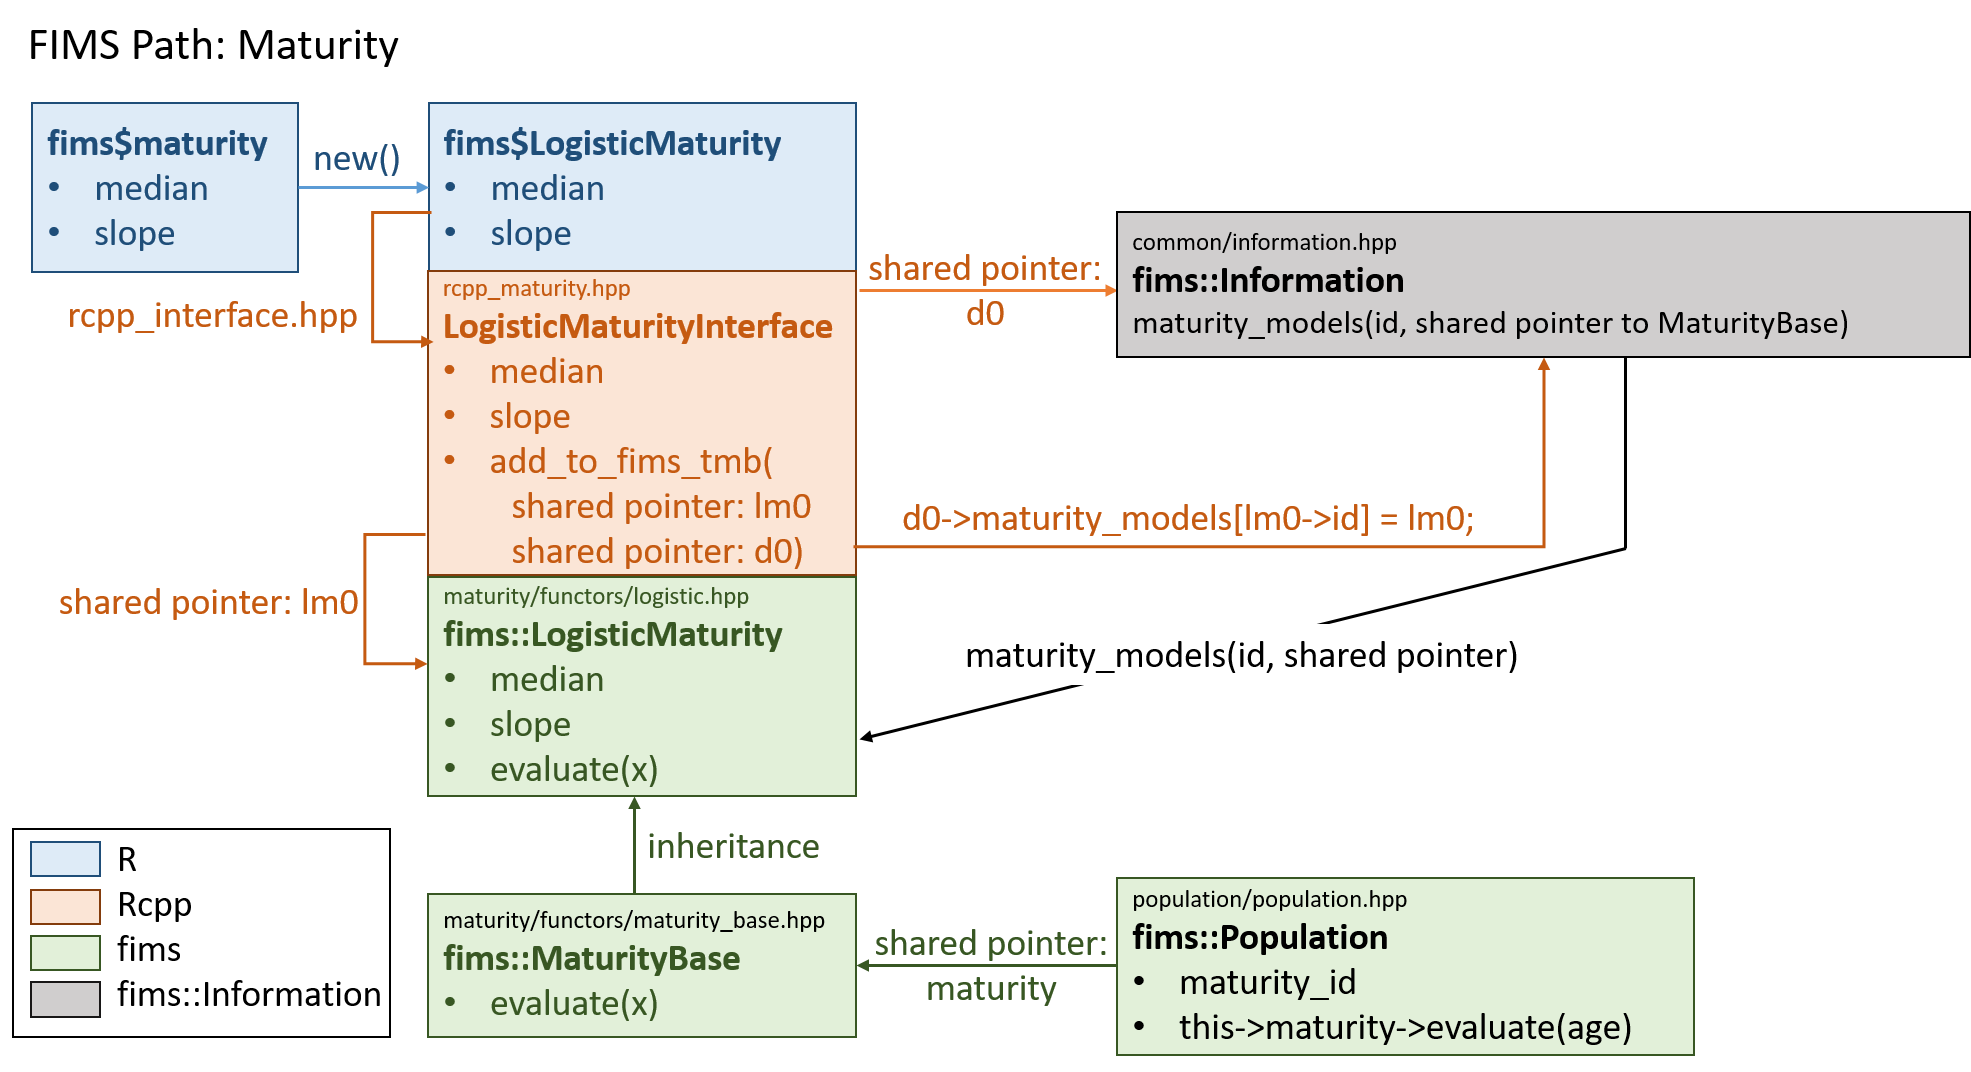 FIMS Path: Maturity
fims$maturity
• median
• slope
new()
fims$LogisticMaturity
• median
• slope
rcpp_interface.hpp
rcpp_maturity.hpp
LogisticMaturityInterface
• median
• slope
• add_to_fims_tmb(
shared pointer: lm0
shared pointer: d0)
shared pointer:
d0
common/information.hpp
fims::Information
maturity_models(id, shared pointer to MaturityBase)
d0->maturity_models[lm0->id] = lm0;
shared pointer: lm0
maturity/functors/logistic.hpp
fims::LogisticMaturity
• median
• slope
• evaluate(x)
maturity_models(id, shared pointer)
inheritance
maturity/functors/maturity_base.hpp
fims::MaturityBase
• evaluate(x)
shared pointer:
maturity
population/population.hpp
fims::Population
• maturity_id
• this->maturity->evaluate(age)
R
Rcpp
fims
fims::Information